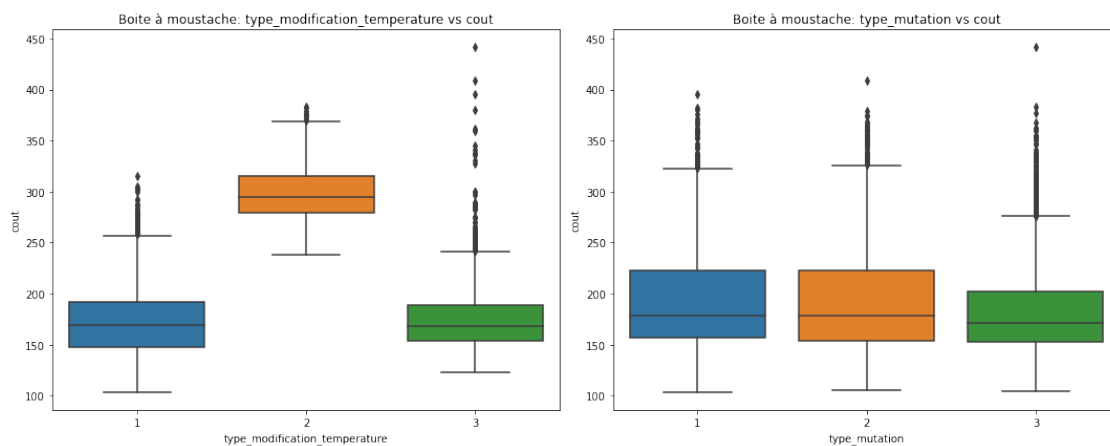 Boite à moustache: type_modification_temperature vs cout
450
400
350
300
250
200
150
100
cout
1 2 3
type_modification_temperature
Boite à moustache: type_mutation vs cout
450
400
350
300
250
200
150
100
cout
1 2 3
type_mutation